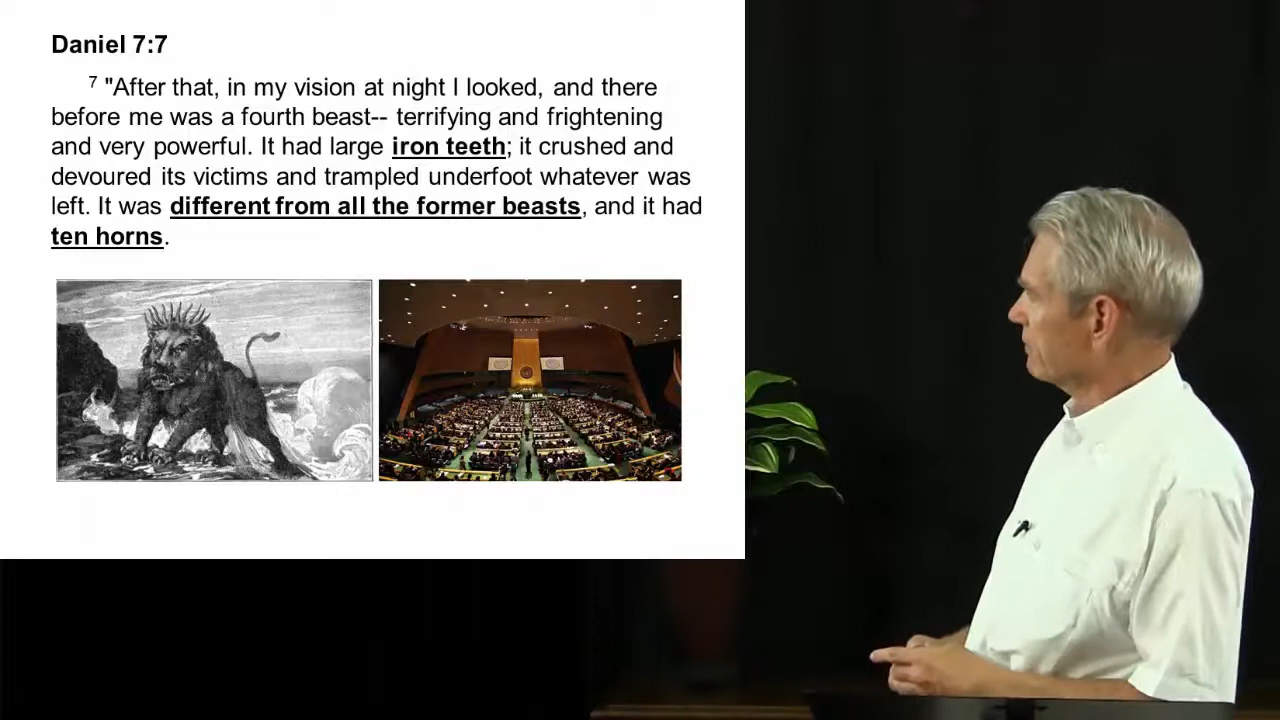 Daniel 7:7
7 "After that, in my vision at night I looked, and there
before me was a fourth beast-- terrifying and frightening
and very powerful. It had large iron teeth; it crushed and
devoured its victims and trampled underfoot whatever was
left. It was different from all the former beasts, and it had
ten horns.